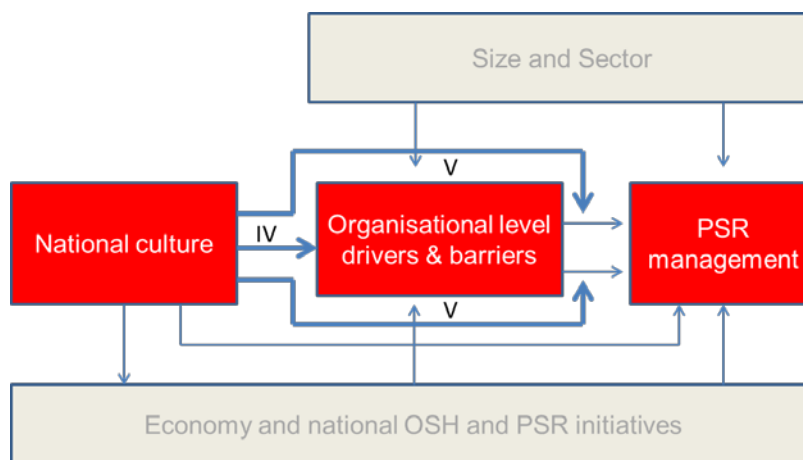 Size and Sector
V
National culture
IV
Organisational level
drivers & barriers
PSR
management
V
Economy and national OSH and PSR initiatives